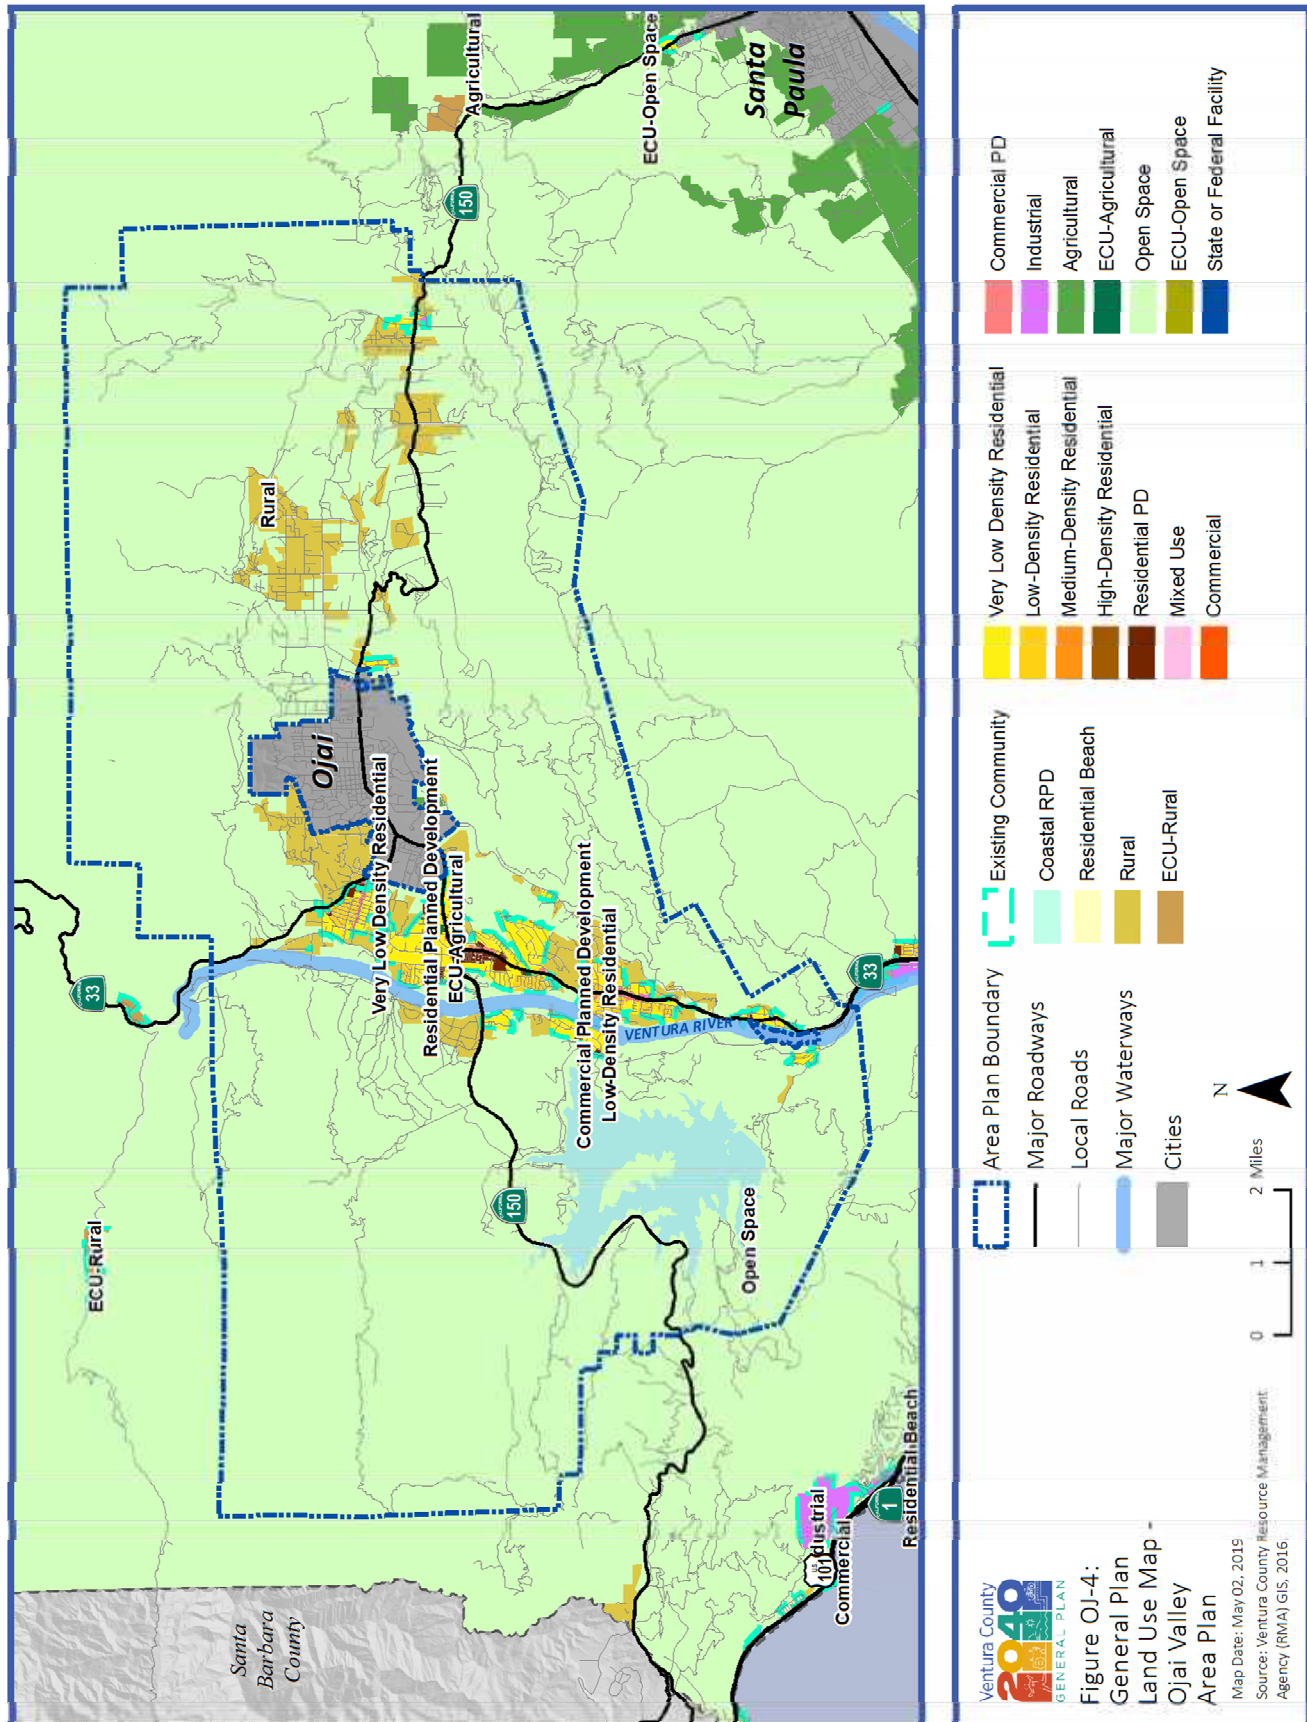 Santa
Barbara
County
ECU-Rural
33
150
Open Space
Ojai
Very Low Density Residential
Residential Planned Development
ECU-Agricultural
Commercial Planned Development
Low-Density Residential
VENTURA RIVER
33
Rural
150
Agricultural
ECU-Open Space
Santa
Paula
101
dustrial
Commercial
1
Residential Beach
Ventura County
2040
GENERAL PLAN
Figure OJ-4:
General Plan
Land Use Map -
Ojai Valley
Area Plan
Map Date: May 02, 2019
Source: Ventura County Resource Management
Agency (RMA) GIS, 2016.
Area Plan Boundary
Major Roadways
Local Roads
Major Waterways
Cities
0 1 2 Miles
N
Existing Community
Coastal RPD
Residential Beach
Rural
ECU-Rural
Very Low Density Residential
Low-Density Residential
Medium-Density Residential
High-Density Residential
Residential PD
Mixed Use
Commercial
Commercial PD
Industrial
Agricultural
ECU-Agricultural
Open Space
ECU-Open Space
State or Federal Facility